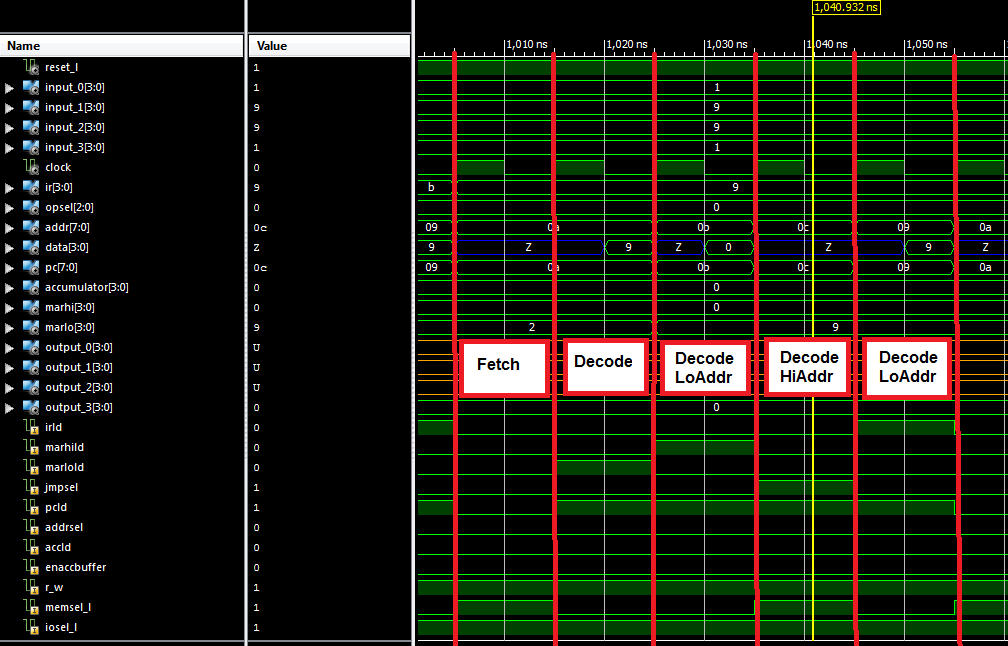 1,040.932 ns
Name Value
1,010 ns 1,020 ns 1,030 ns 1,040 ns 1,050 ns
reset_l 1
input_0[3:0] 1 1
input_1[3:0] 9 9
input_2[3:0] 9 9
input_3[3:0] 1 1
clock 0
ir[3:0] 9 b 9
opsel[2:0] 0 0
addr[7:0] 0c 09 0a 0b 0c 09 0a
data[3:0] Z 9 Z 9 Z 0 Z 9 Z
pc[7:0] 0c 09 0a 0b 0c 09 0a
accumulator[3:0] 0 0
marhi[3:0] 0 0
marlo[3:0] 9 2 9
output_0[3:0] U
output_1[3:0] U
output_2[3:0] U
output_3[3:0] 0 0
Fetch
Decode
Decode
LoAddr
Decode
HiAddr
Decode
LoAddr
irld 0
marhild 0
marlold 0
jmpsel 1
pcld 1
addrsel 0
accld 0
enaccbuffer 0
r_w 1
memsel_l 1
iosel_l 1